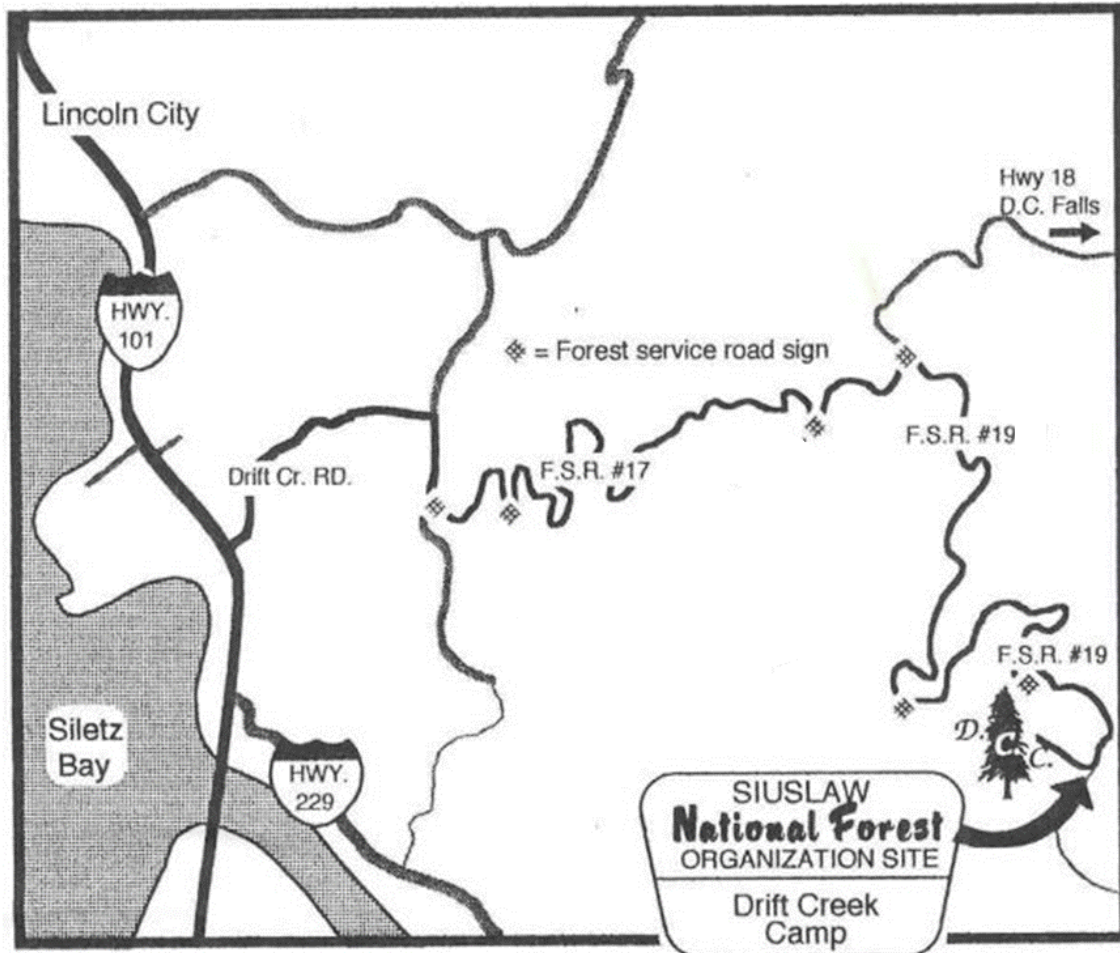 Lincoln City
Hwy 18
D.C. Falls
HWY.
101
= Forest service road sign
F.S.R. #19
Drift Cr. RD.
F.S.R. #17
F.S.R. #19
D.
C
C.
Siletz
Bay
HWY.
229
SIUSLAW
National Forest
ORGANIZATION SITE
Drift Creek
Camp